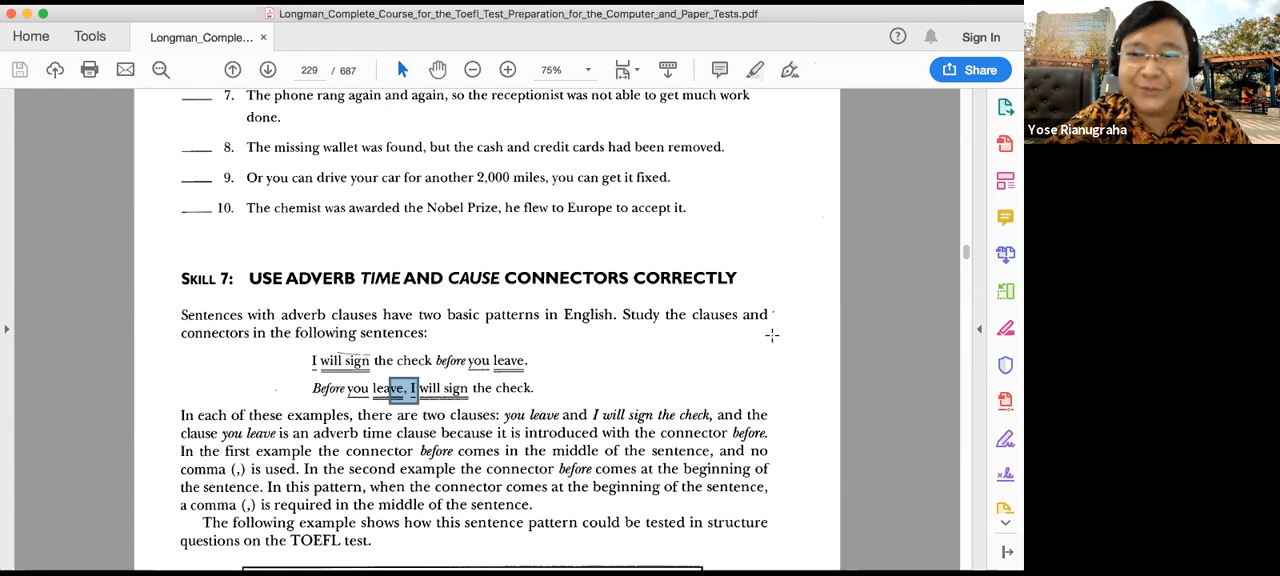 Longman_Complete_Course_for_the_Toefl_Test_Preparation_for_the_Computer_and_Paper_Tests.pdf
Home Tools Longman_Comple... × Sign In
229 / 687 75% Share
7. The phone rang again and again, so the receptionist was not able to get much work
done.
8. The missing wallet was found, but the cash and credit cards had been removed.
9. Or you can drive your car for another 2,000 miles, you can get it fixed.
10. The chemist was awarded the Nobel Prize, he flew to Europe to accept it.
SKILL 7: USE ADVERB TIME AND CAUSE CONNECTORS CORRECTLY
Sentences with adverb clauses have two basic patterns in English. Study the clauses and
connectors in the following sentences:
I will sign the check before you leave.
Before you leave, I will sign the check.
In each of these examples, there are two clauses: you leave and I will sign the check, and the
clause you leave is an adverb time clause because it is introduced with the connector before.
In the first example the connector before comes in the middle of the sentence, and no
comma (,) is used. In the second example the connector before comes at the beginning of
the sentence. In this pattern, when the connector comes at the beginning of the sentence,
a comma (,) is required in the middle of the sentence.
The following example shows how this sentence pattern could be tested in structure
questions on the TOEFL test.
Yose Rianugraha